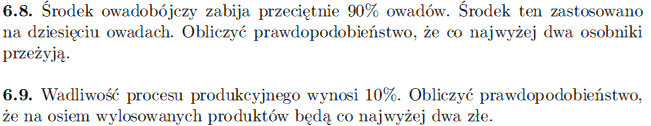 6.8. Środek owadobójczy zabija przeciętnie 90% owadów. Środek ten zastosowano
na dziesięciu owadach. Obliczyć prawdopodobieństwo, że co najwyżej dwa osobniki
przeżyją.
6.9. Wadliwość procesu produkcyjnego wynosi 10%. Obliczyć prawdopodobieństwo,
że na osiem wylosowanych produktów będą co najwyżej dwa złe.